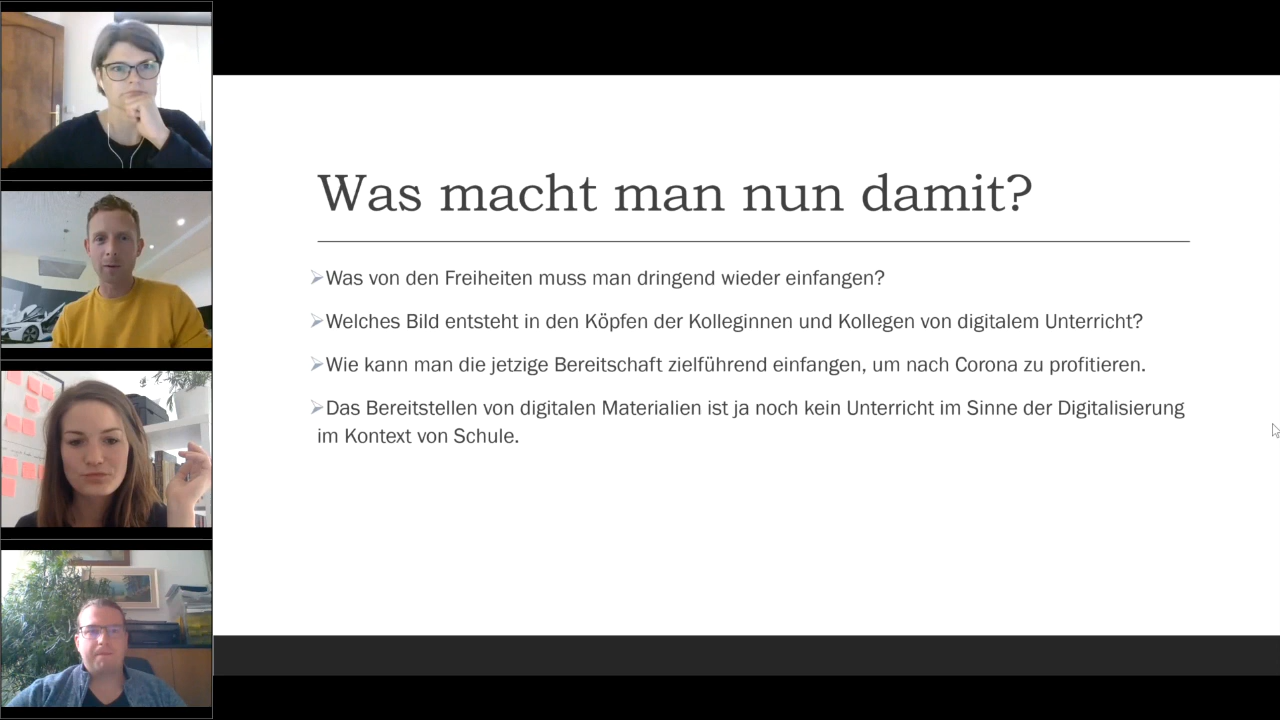 Was macht man nun damit?
➢Was von den Freiheiten muss man dringend wieder einfangen?
➢Welches Bild entsteht in den Köpfen der Kolleginnen und Kollegen von digitalem Unterricht?
➢Wie kann man die jetzige Bereitschaft zielführend einfangen, um nach Corona zu profitieren.
➢Das Bereitstellen von digitalen Materialien ist ja noch kein Unterricht im Sinne der Digitalisierung
im Kontext von Schule.